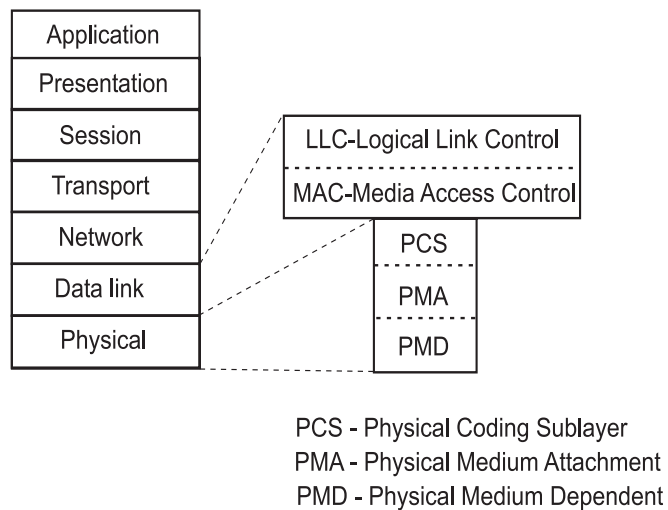 Application
Presentation
Session
Transport
Network
Data link
Physical
LLC-Logical Link Control
MAC-Media Access Control
PCS
PMA
PMD
PCS - Physical Coding Sublayer
PMA - Physical Medium Attachment
PMD - Physical Medium Dependent